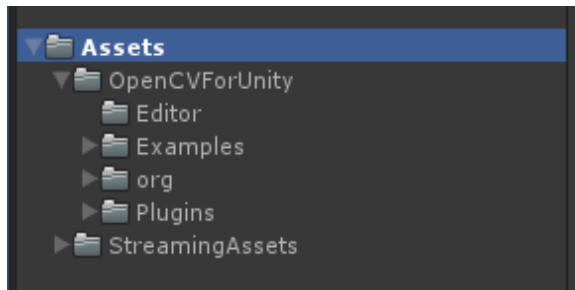 Assets
OpenCVForUnity
Editor
Examples
org
Plugins
StreamingAssets